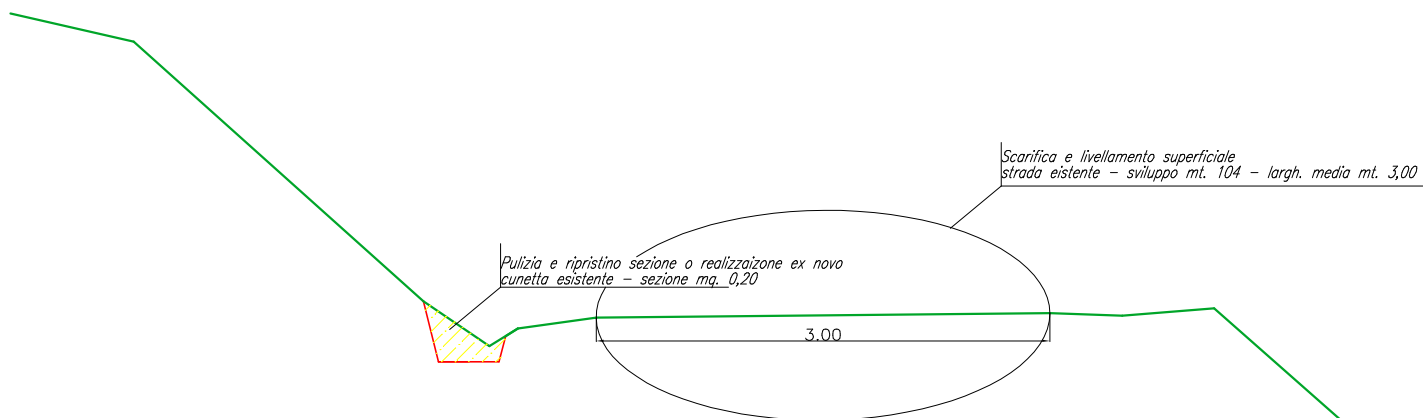 Scarifica e livellamento superficiale
strada eistente – sviluppo mt. 104 – largh. media mt. 3,00
Pulizia e ripristino sezione o realizzaizone ex novo
cunetta esistente – sezione mq. 0,20
3.00